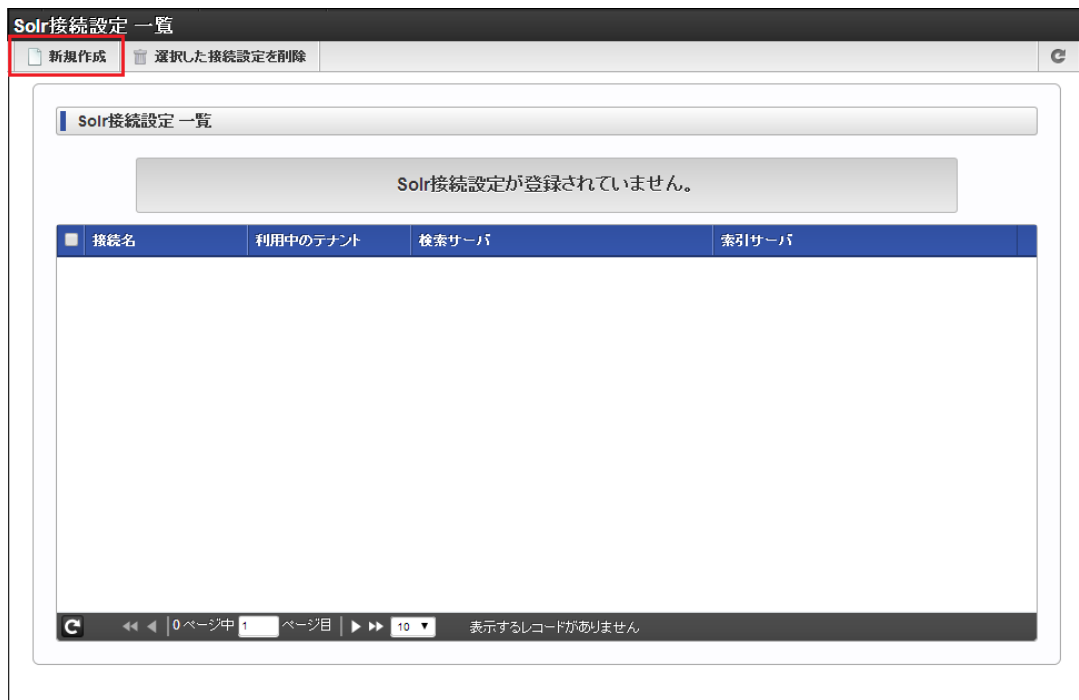 Solr接続設定 一覧
新規作成 選択した接続設定を削除
Solr接続設定 一覧
Solr接続設定が登録されていません。
接続名 利用中のテナント 検索サーバ 索引サーバ
0 ページ中 1 ページ目 10 表示するレコードがありません